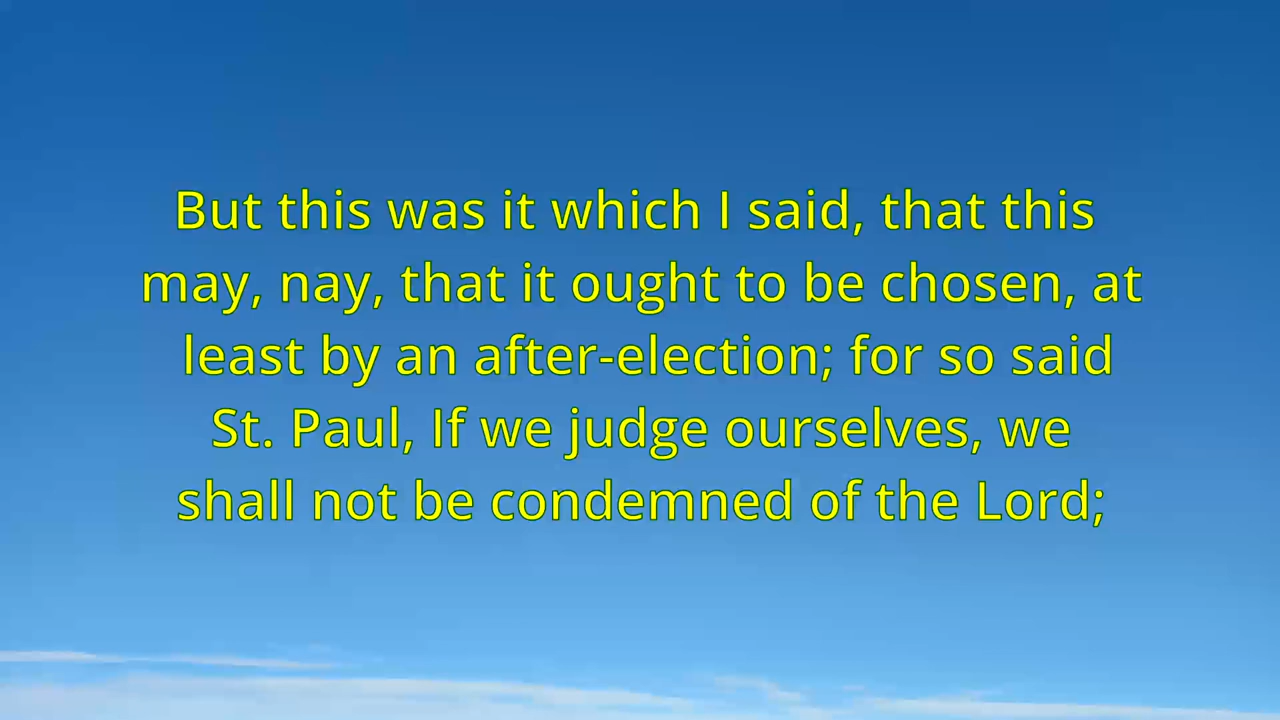 But this was it which I said, that this
may, nay, that it ought to be chosen, at
least by an after-election; for so said
St. Paul, If we judge ourselves, we
shall not be condemned of the Lord;